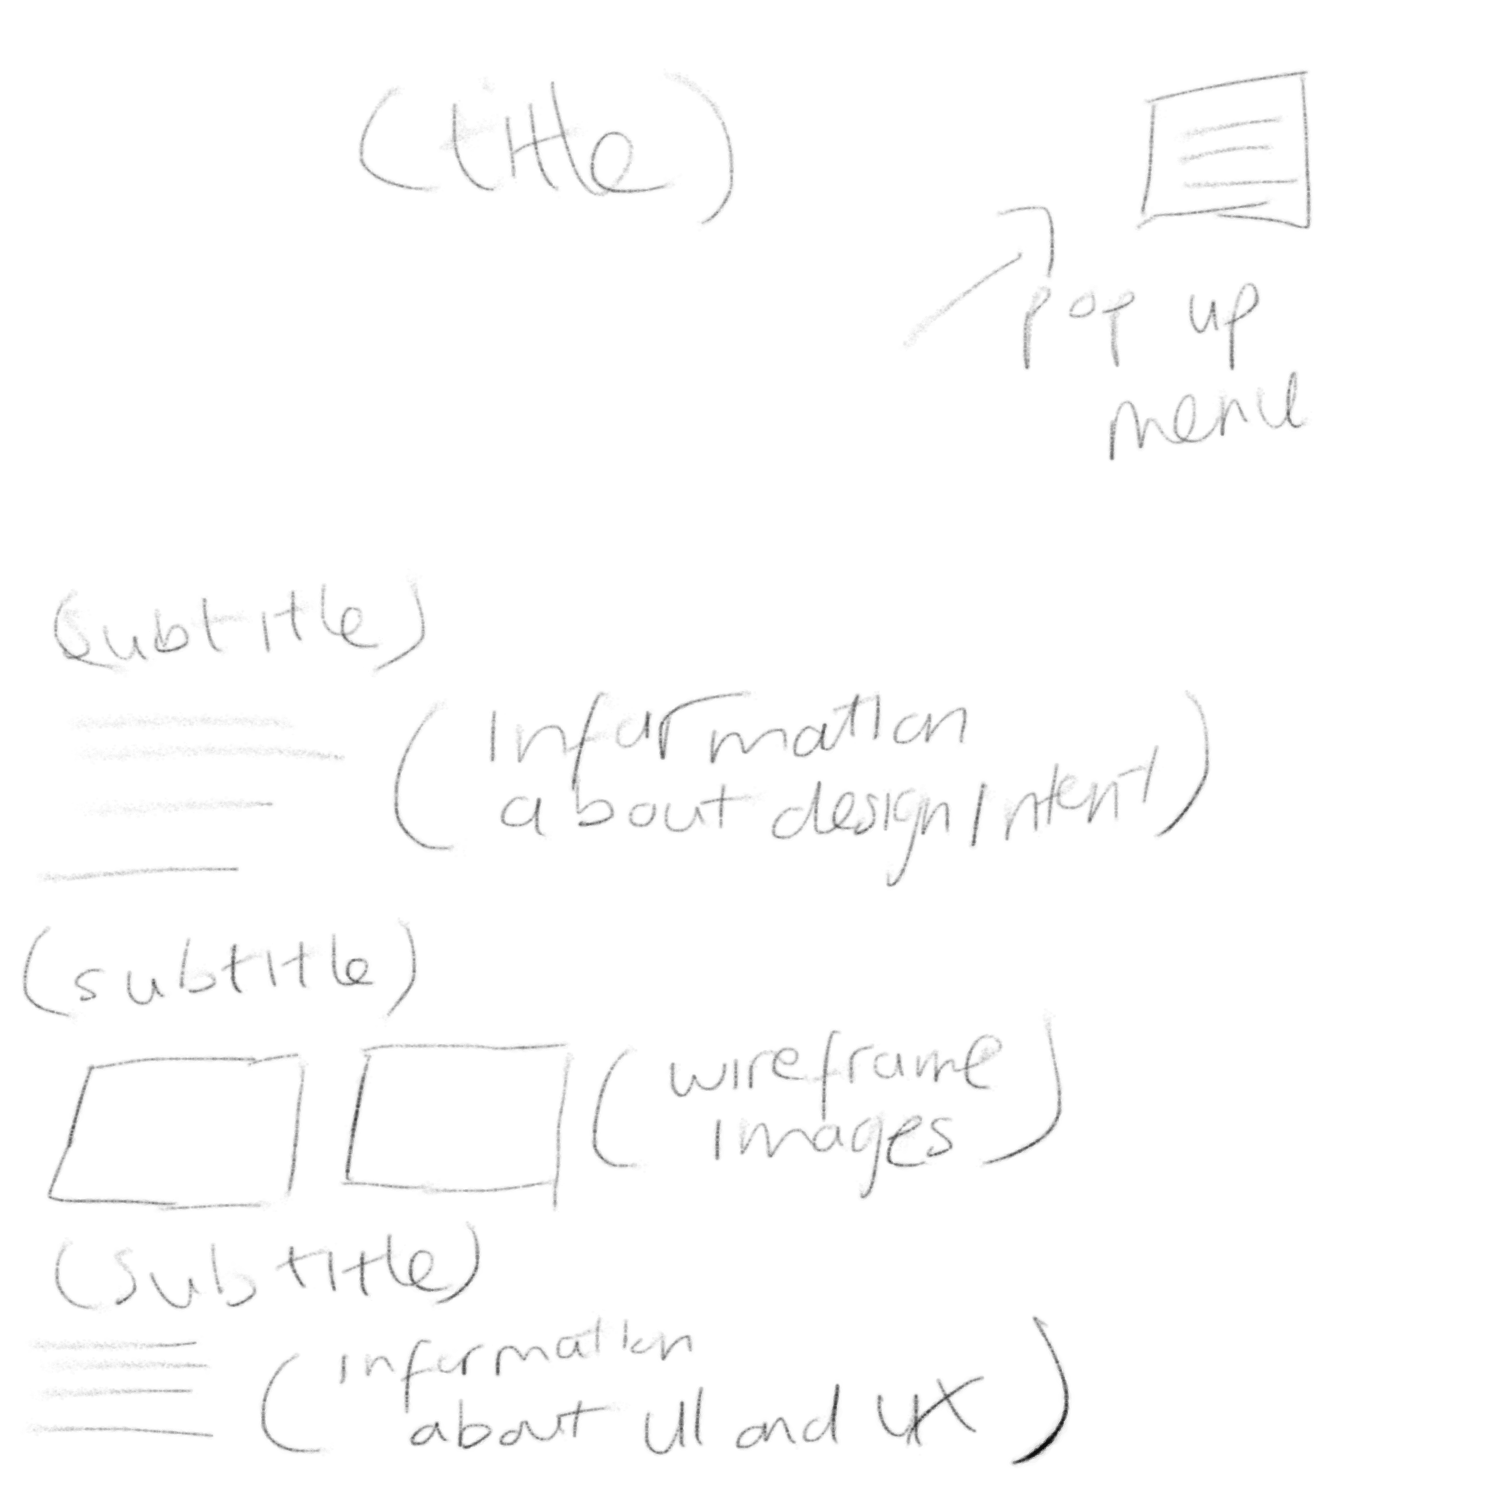 (title)
pop up
menu
(subtitle)
(information
about design intent)
(subtitle)
(wireframe
images)
(subtitle)
(information
about UI and UX)